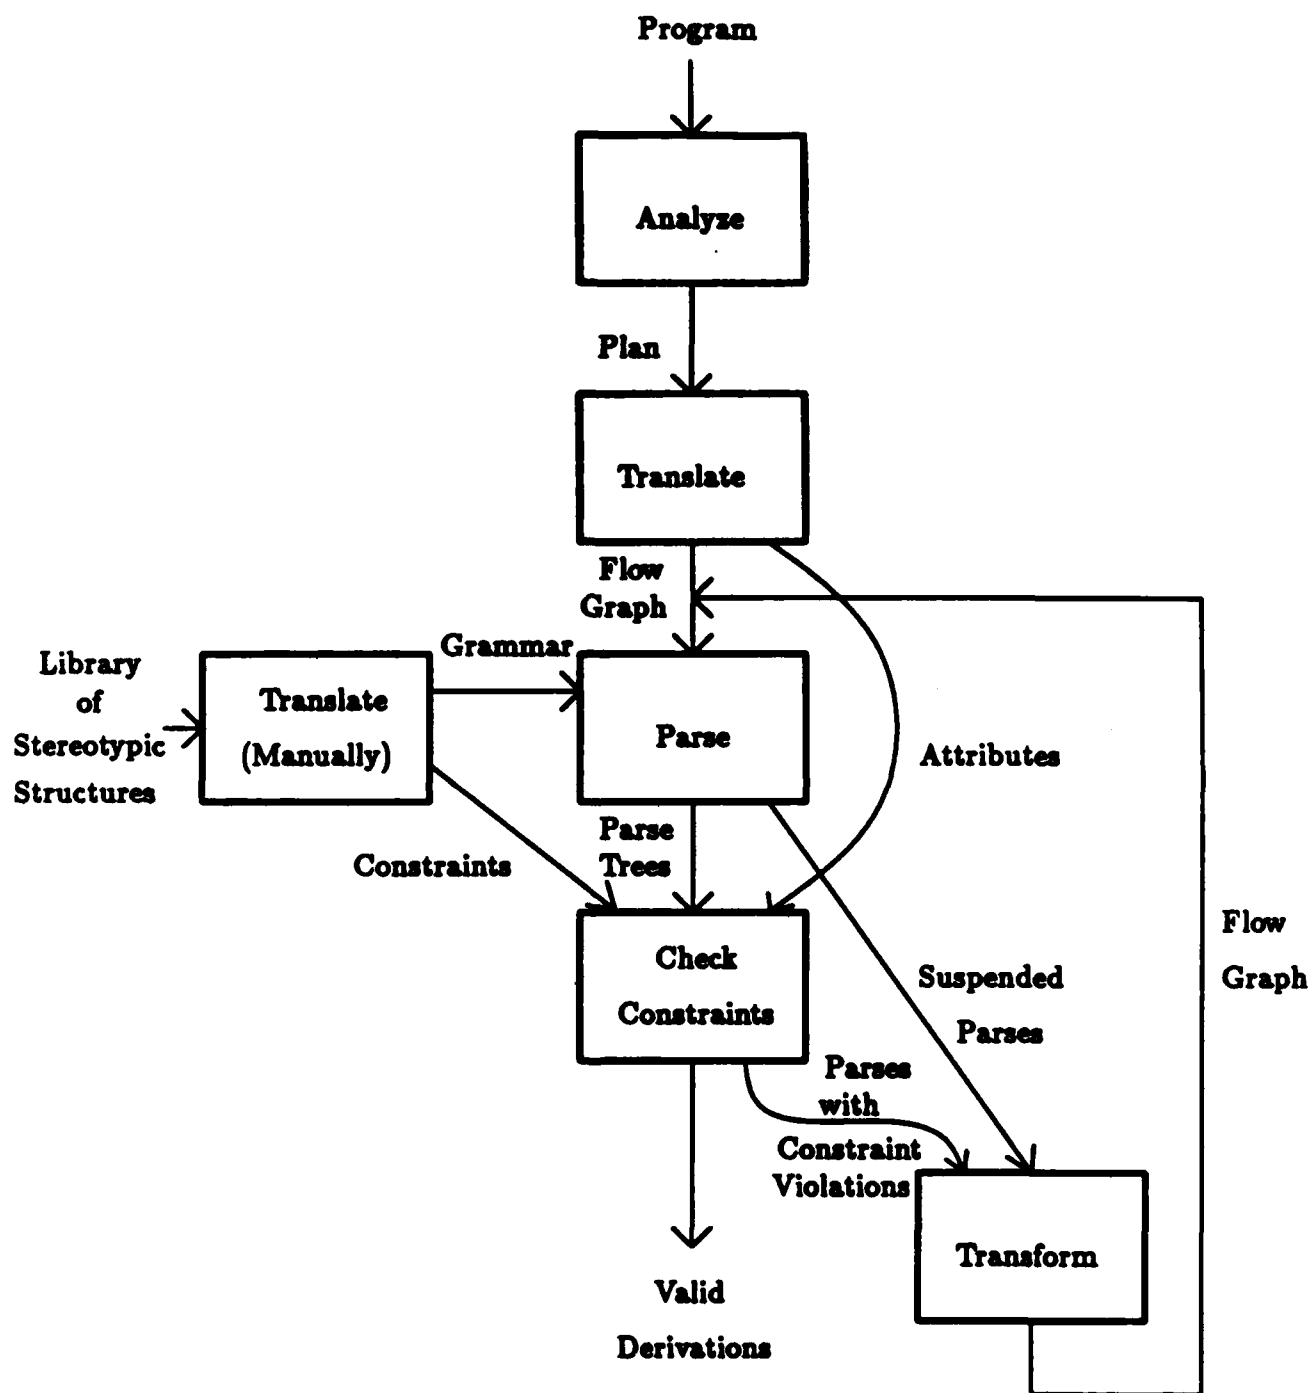 Program
Analyze
Plan
Translate
Flow
Graph
Grammar
Library
of
Stereotypic
Structures
Translate
(Manually)
Parse
Attributes
Parse
Trees
Constraints
Check
Constraints
Suspended
Parses
Flow
Graph
Parses
with
Constraint
Violations
Transform
Valid
Derivations